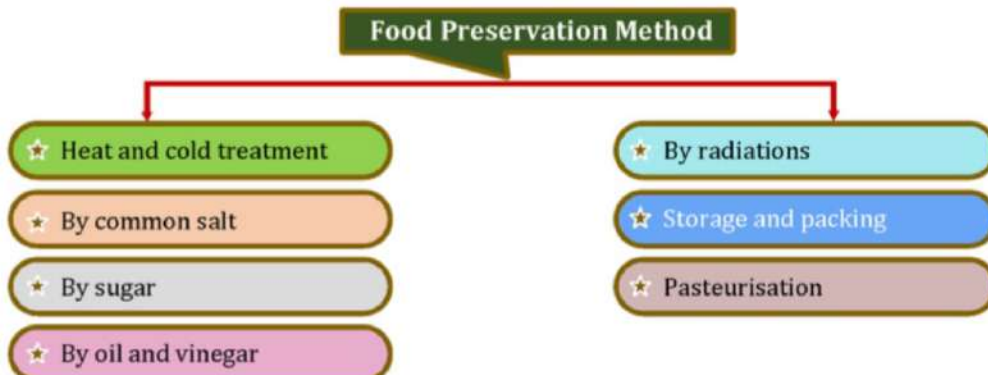 Food Preservation Method
Heat and cold treatment
By common salt
By sugar
By oil and vinegar
By radiations
Storage and packing
Pasteurisation